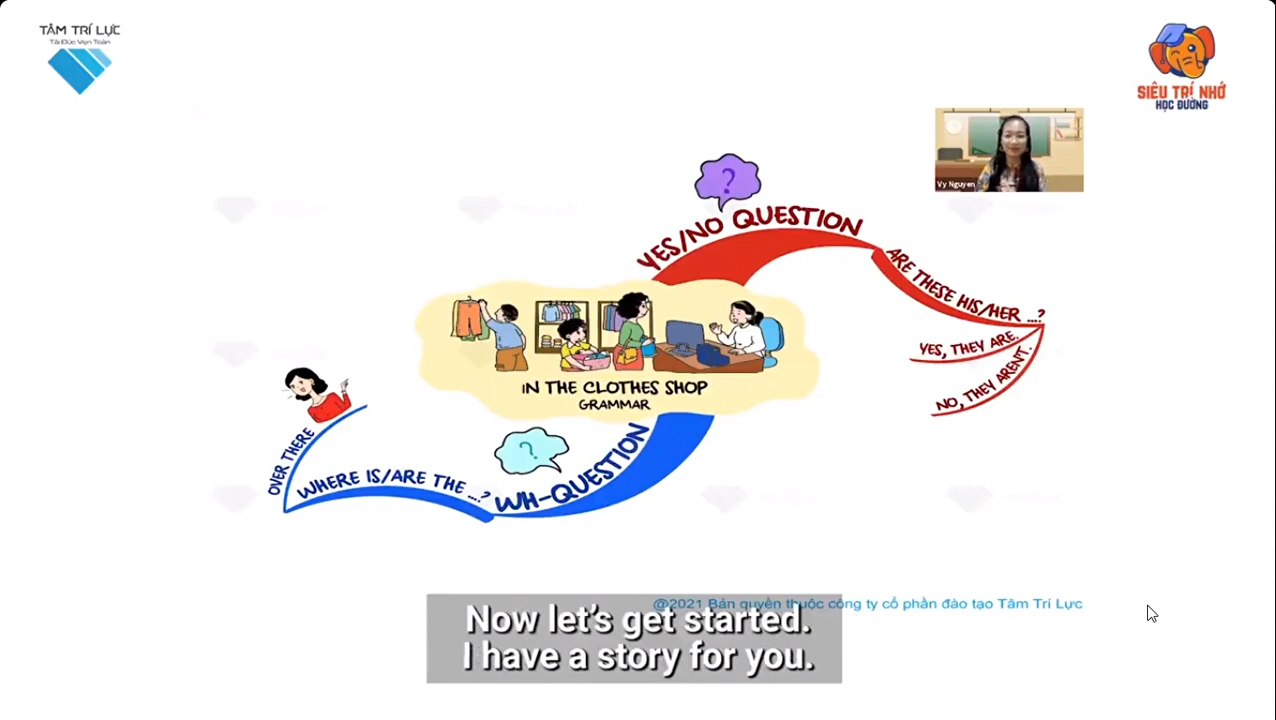 TÂM TRÍ LỰC
Tài Đức Vẹn Toàn
SIÊU TRÍ NHỚ
HỌC ĐƯỜNG
Vy Nguyen
?
YES/NO QUESTION
ARE THESE HIS/HER ...?
YES, THEY ARE.
NO, THEY AREN'T.
IN THE CLOTHES SHOP
GRAMMAR
?
WH-QUESTION
WHERE IS/ARE THE ...?
OVER THERE
@2021 Bản quyền thuộc công ty cổ phần đào tạo Tâm Trí Lực
Now let's get started.
I have a story for you.